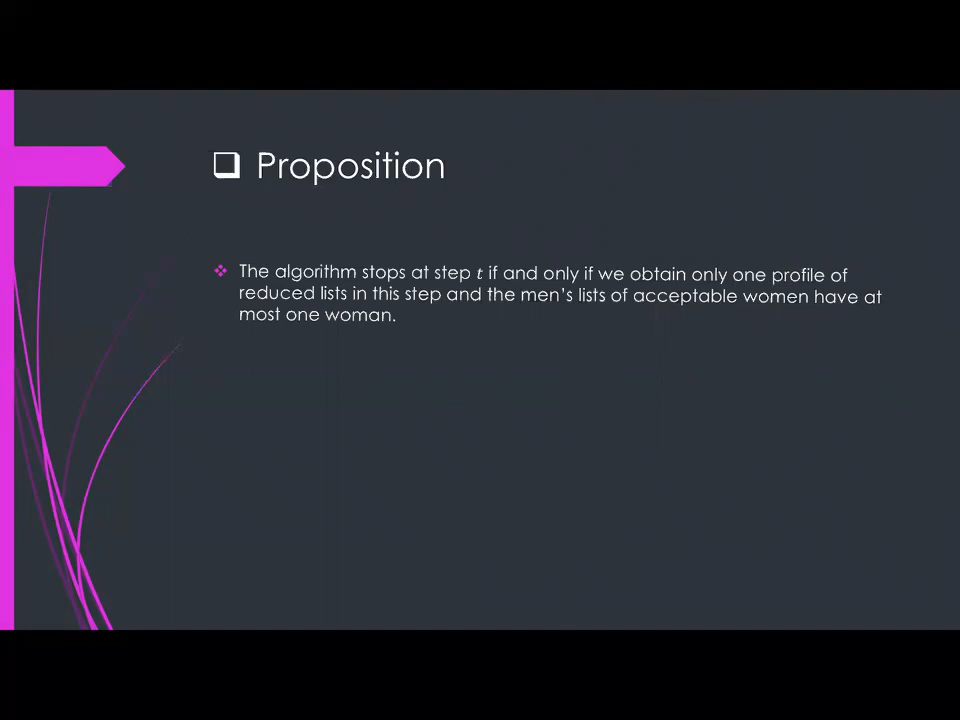 Proposition
The algorithm stops at step t if and only if we obtain only one profile of
reduced lists in this step and the men's lists of acceptable women have at
most one woman.